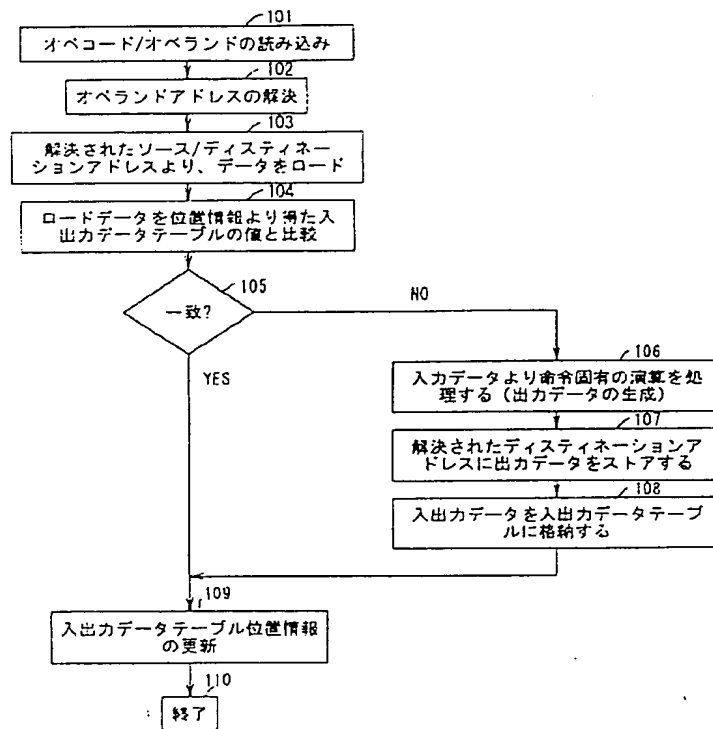 101
オペコード/オペランドの読み込み
102
オペランドアドレスの解決
103
解決されたソース/ディスティネー
ションアドレスより、データをロード
104
ロードデータを位置情報より得た入
出力データテーブルの値と比較
105
一致?
NO
YES
106
入力データより命令固有の演算を処
理する(出力データの生成)
107
解決されたディスティネーションア
ドレスに出力データをストアする
108
入出力データを入出力データテーブ
ルに格納する
109
入出力データテーブル位置情報
の更新
110
終了